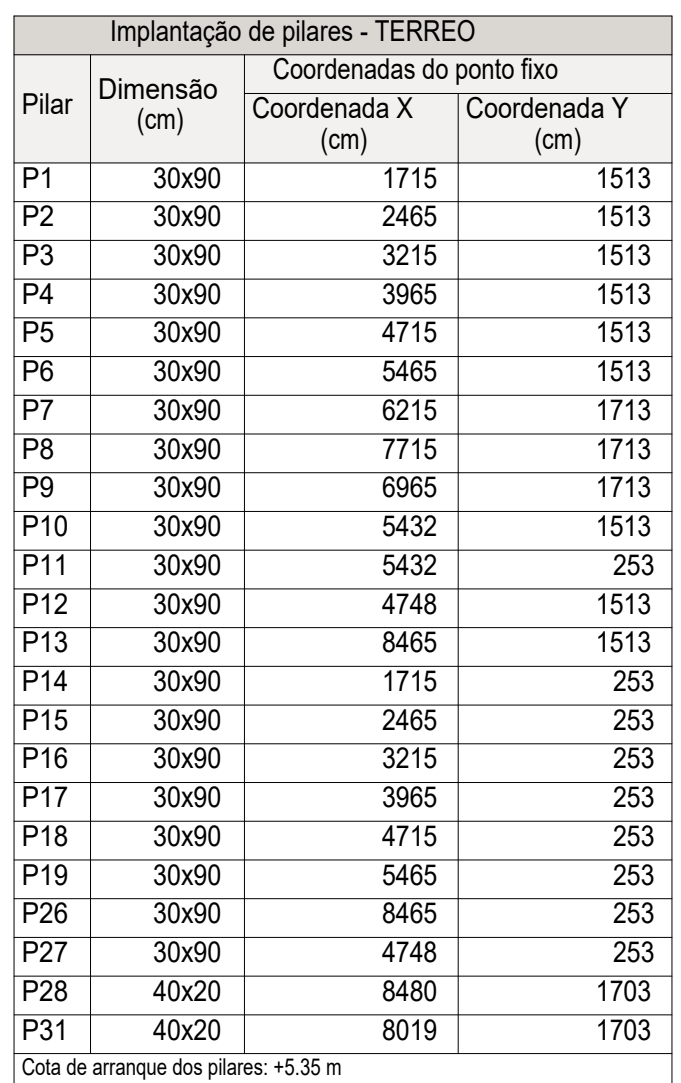 Implantação de pilares - TERREO
Pilar Dimensão (cm) Coordenadas do ponto fixo
Coordenada X (cm) Coordenada Y (cm)
P1 30x90 1715 1513
P2 30x90 2465 1513
P3 30x90 3215 1513
P4 30x90 3965 1513
P5 30x90 4715 1513
P6 30x90 5465 1513
P7 30x90 6215 1713
P8 30x90 7715 1713
P9 30x90 6965 1713
P10 30x90 5432 1513
P11 30x90 5432 253
P12 30x90 4748 1513
P13 30x90 8465 1513
P14 30x90 1715 253
P15 30x90 2465 253
P16 30x90 3215 253
P17 30x90 3965 253
P18 30x90 4715 253
P19 30x90 5465 253
P26 30x90 8465 253
P27 30x90 4748 253
P28 40x20 8480 1703
P31 40x20 8019 1703
Cota de arranque dos pilares: +5.35 m